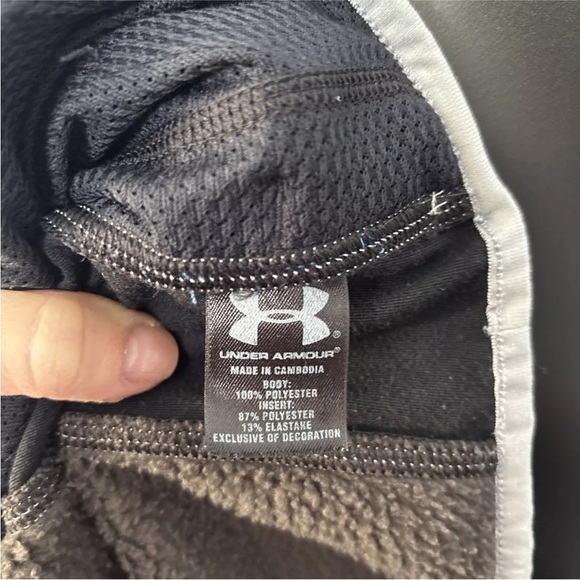 UNDER ARMOUR®
MADE IN CAMBODIA
BODY:
100% POLYESTER
INSERT:
87% POLYESTER
13% ELASTANE
EXCLUSIVE OF DECORATION